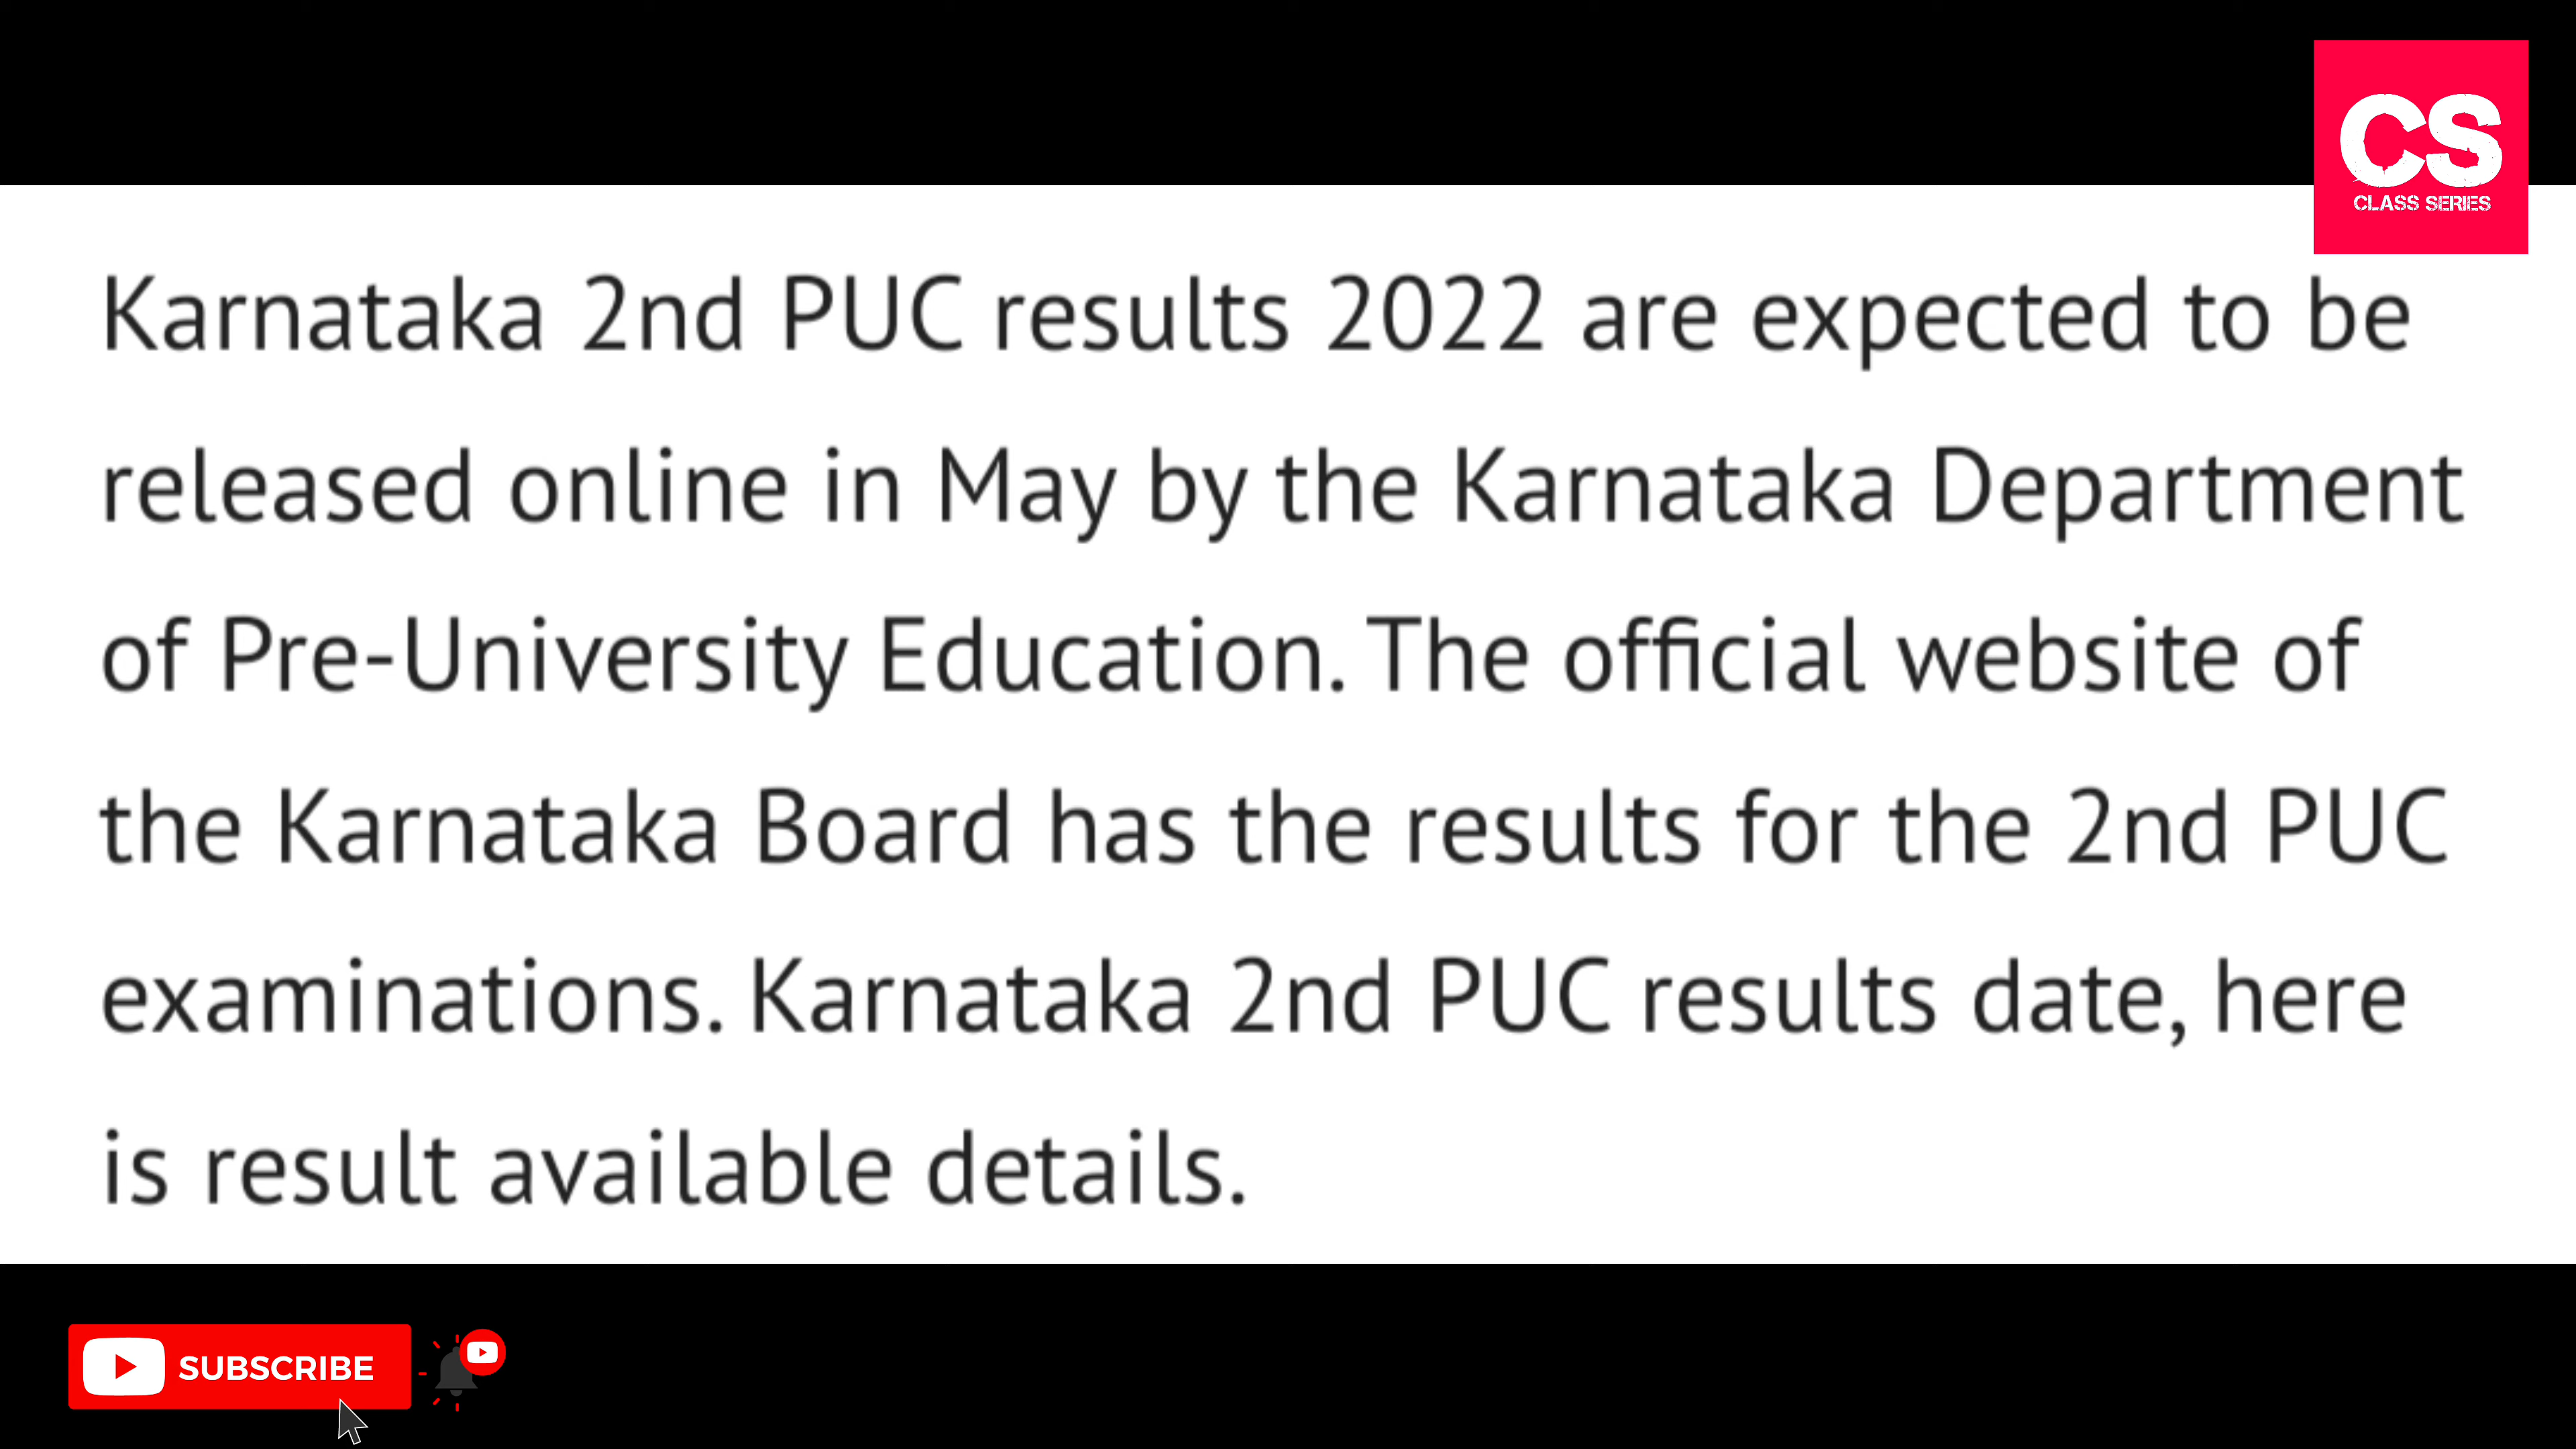 CS
CLASS SERIES
Karnataka 2nd PUC results 2022 are expected to be
released online in May by the Karnataka Department
of Pre-University Education. The official website of
the Karnataka Board has the results for the 2nd PUC
examinations. Karnataka 2nd PUC results date, here
is result available details.
SUBSCRIBE